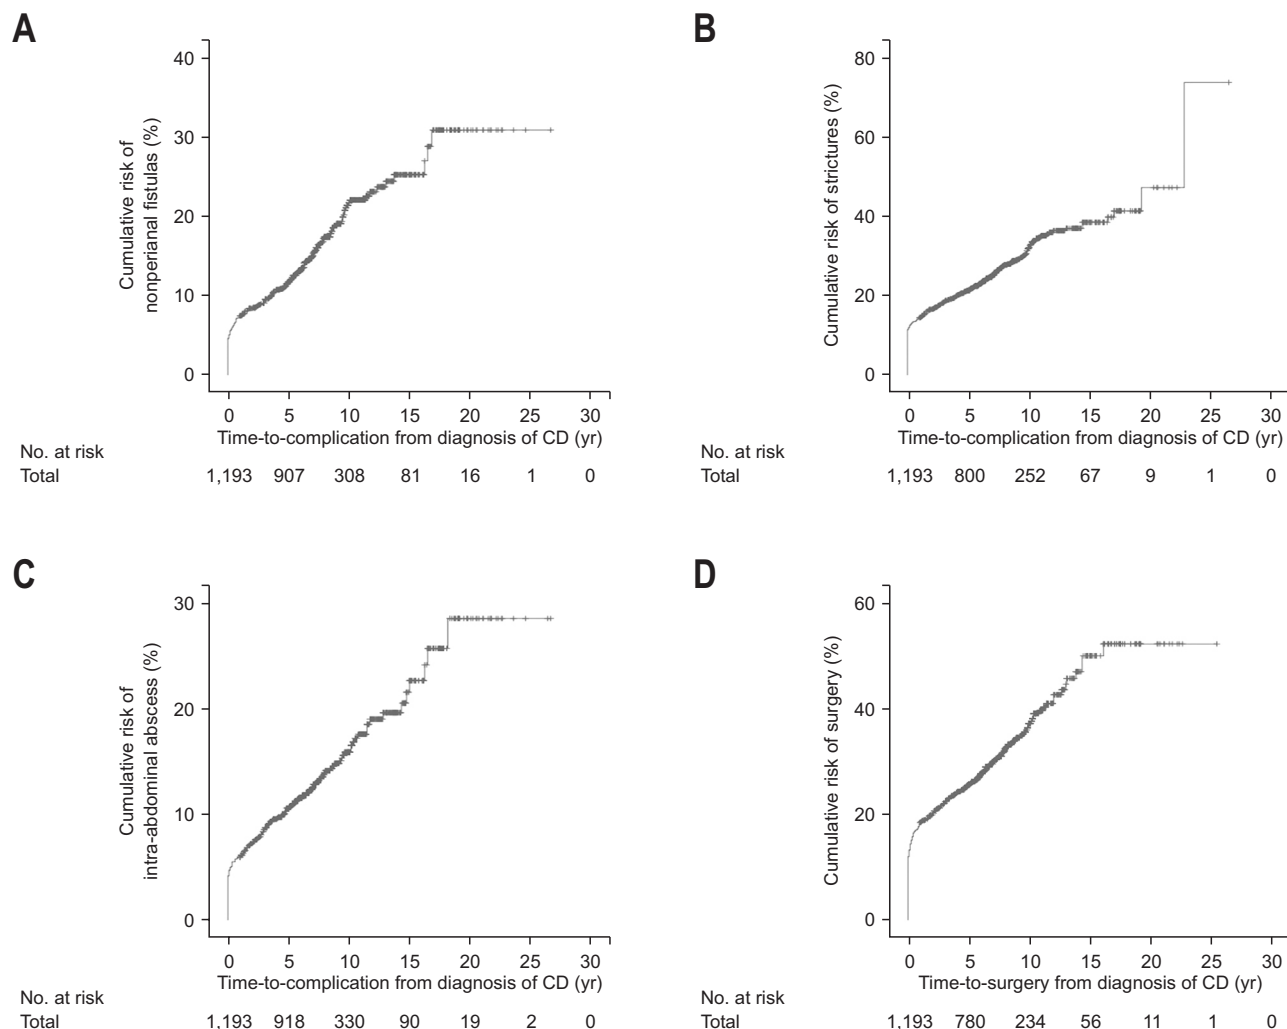 A
Cumulative risk of
nonperianal fistulas (%)
40
30
20
10
0
0 5 10 15 20 25 30
Time-to-complication from diagnosis of CD (yr)
No. at risk
Total 1,193 907 308 81 16 1 0
B
Cumulative risk of strictures (%)
80
60
40
20
0
0 5 10 15 20 25 30
Time-to-complication from diagnosis of CD (yr)
No. at risk
Total 1,193 800 252 67 9 1 0
C
Cumulative risk of
intra-abdominal abscess (%)
30
20
10
0
0 5 10 15 20 25 30
Time-to-complication from diagnosis of CD (yr)
No. at risk
Total 1,193 918 330 90 19 2 0
D
Cumulative risk of surgery (%)
60
40
20
0
0 5 10 15 20 25 30
Time-to-surgery from diagnosis of CD (yr)
No. at risk
Total 1,193 780 234 56 11 1 0